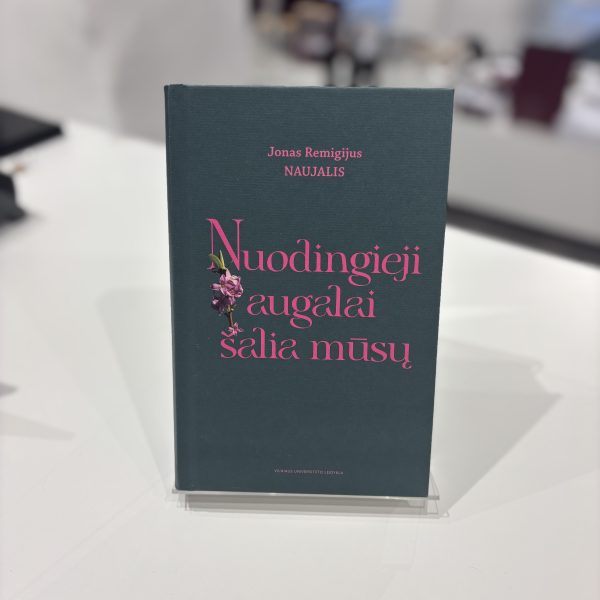 Jonas Remigijus
NAUJALIS
Nuodingieji
augalai
šalia mūsų
VILNIAUS UNIVERSITETO LEIDYKLA